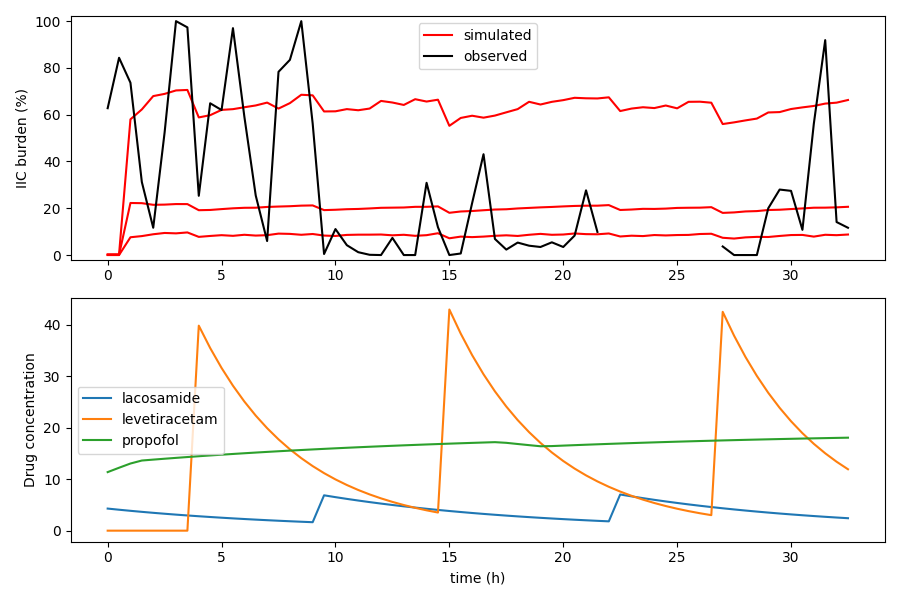 100
80
60
40
20
0
IIC burden (%)
simulated
observed
0 5 10 15 20 25 30
40
30
20
10
0
Drug concentration
lacosamide
levetiracetam
propofol
0 5 10 15 20 25 30
time (h)